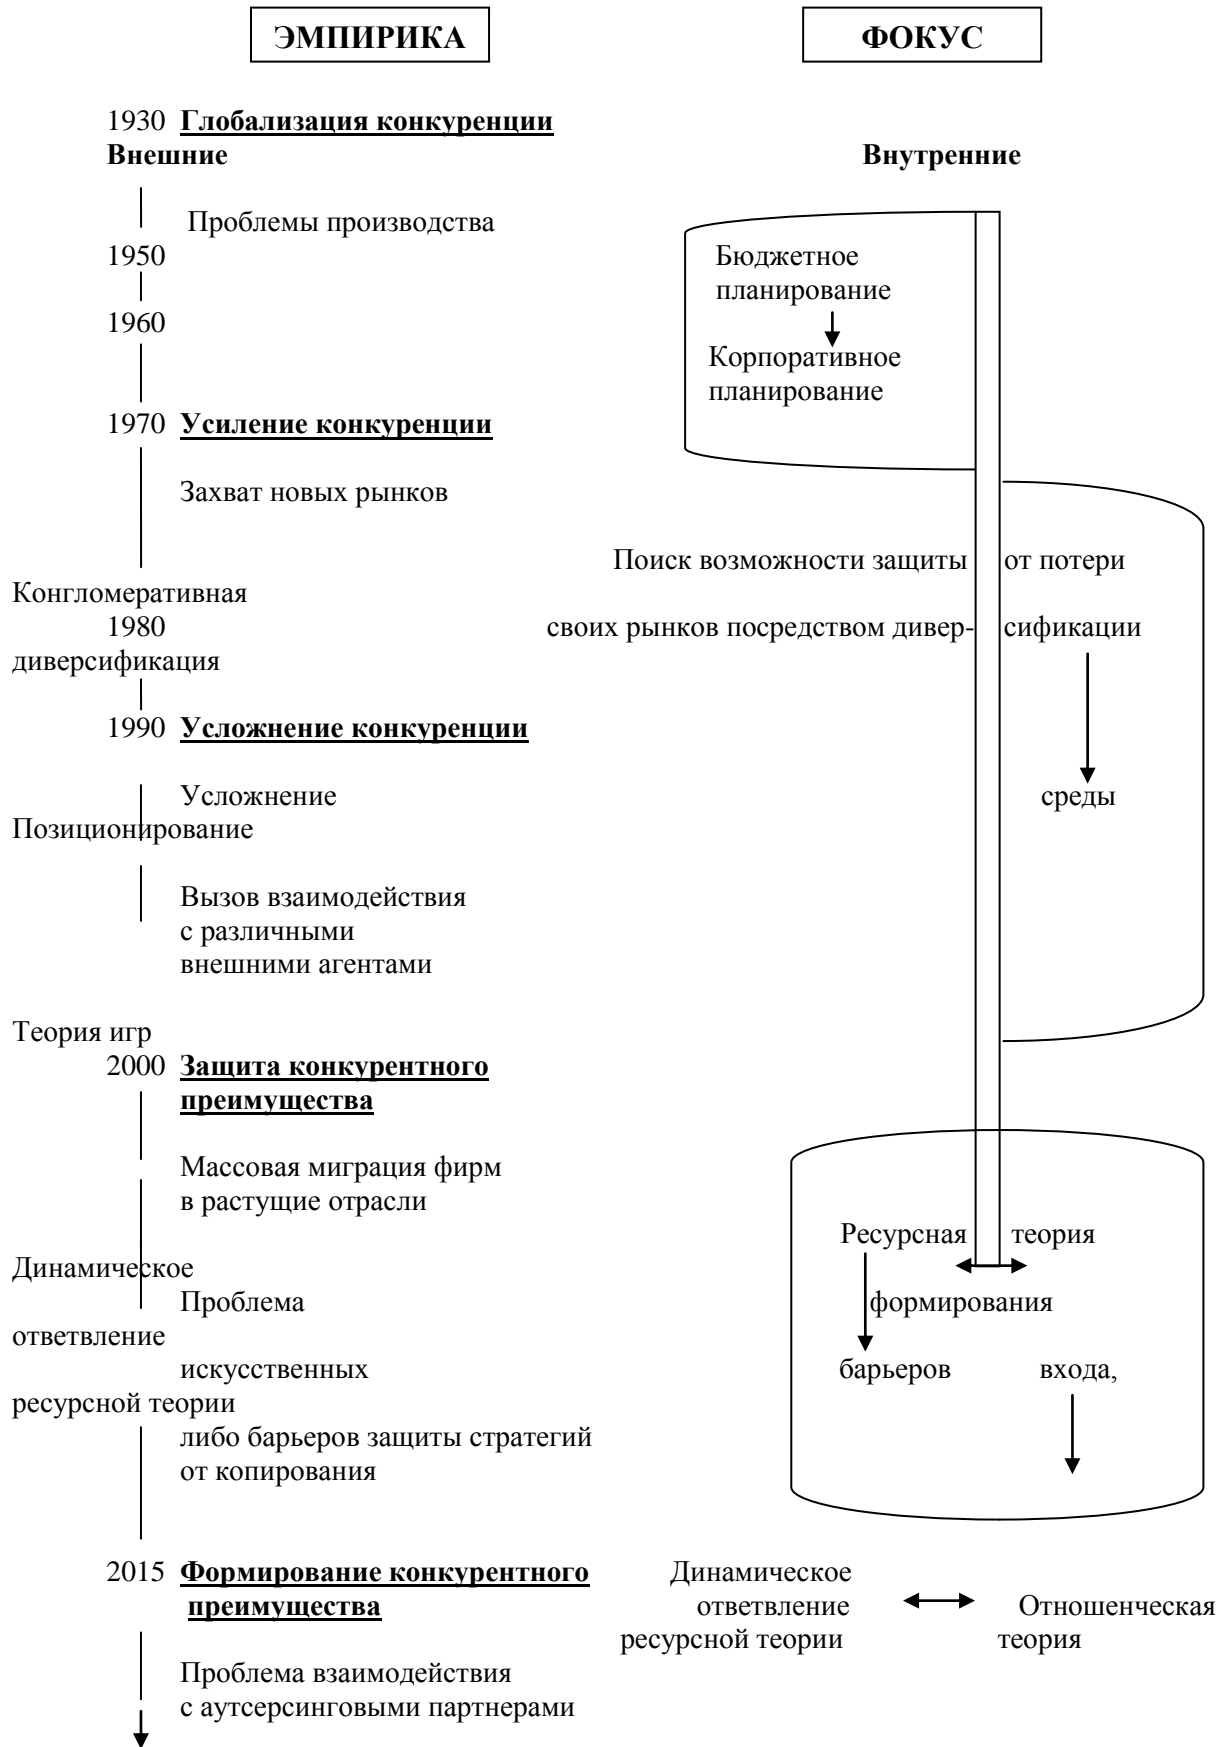 ЭМПИРИКА ФОКУС
1930 Глобализация конкуренции
Внешние Внутренние
Проблемы производства
1950 Бюджетное
планирование
1960
Корпоративное
планирование
1970 Усиление конкуренции
Захват новых рынков
Поиск возможности защиты от потери
Конгломеративная
1980 своих рынков посредством дивер- сификации
диверсификация
1990 Усложнение конкуренции
Усложнение среды
Позиционирование
Вызов взаимодействия
с различными
внешними агентами
Теория игр
2000 Защита конкурентного
преимущества
Массовая миграция фирм
в растущие отрасли
Ресурсная теория
Динамическое
Проблема формирования
ответвление
искусственных барьеров входа,
ресурсной теории
либо барьеров защиты стратегий
от копирования
2015 Формирование конкурентного Динамическое
преимущества ответвление Отношенческая
ресурсной теории теория
Проблема взаимодействия
с аутсерсинговыми партнерами